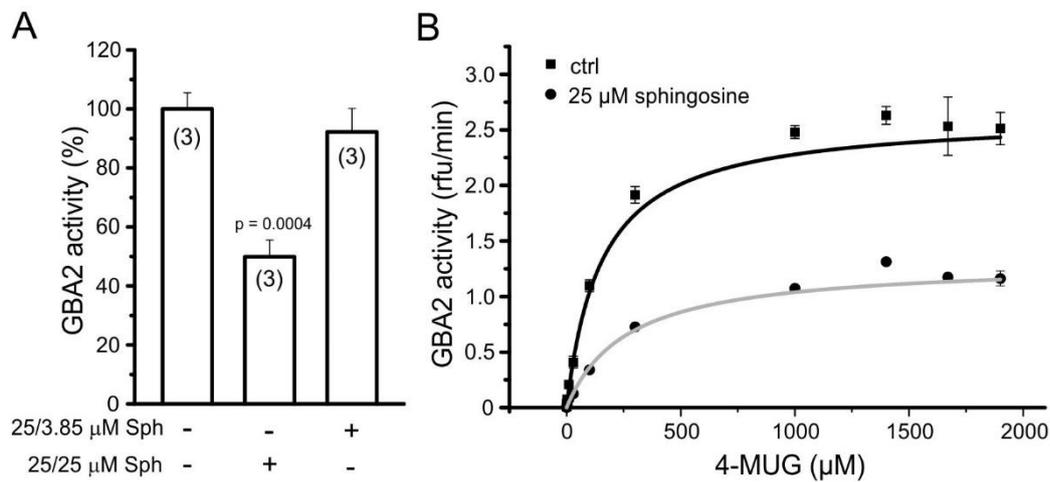 A
GBA2 activity (%)
120
100
80
60
40
20
0
(3)
p = 0.0004
(3)
(3)
25/3.85 µM Sph - - +
25/25 µM Sph - + -
B
GBA2 activity (rfu/min)
3.0
2.5
2.0
1.5
1.0
0.5
0
ctrl
25 µM sphingosine
0 500 1000 1500 2000
4-MUG (µM)